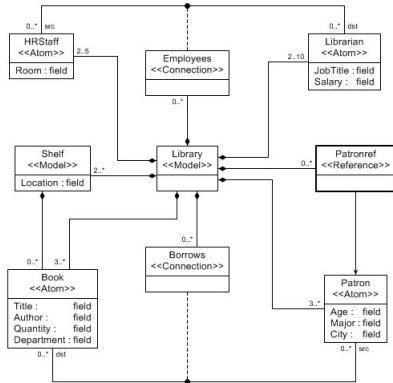 0..* src
0..* dst
HRStaff
<<Atom>>
Room : field
2..5
Employees
<<Connection>>
0..*
2..10
Librarian
<<Atom>>
JobTitle : field
Salary : field
Shelf
<<Model>>
Location : field
2..*
Library
<<Model>>
0..*
Patronref
<<Reference>>
0..*
3..*
0..*
Borrows
<<Connection>>
3..*
Book
<<Atom>>
Title : field
Author : field
Quantity : field
Department : field
0..* dst
Patron
<<Atom>>
Age : field
Major : field
City : field
0..* src